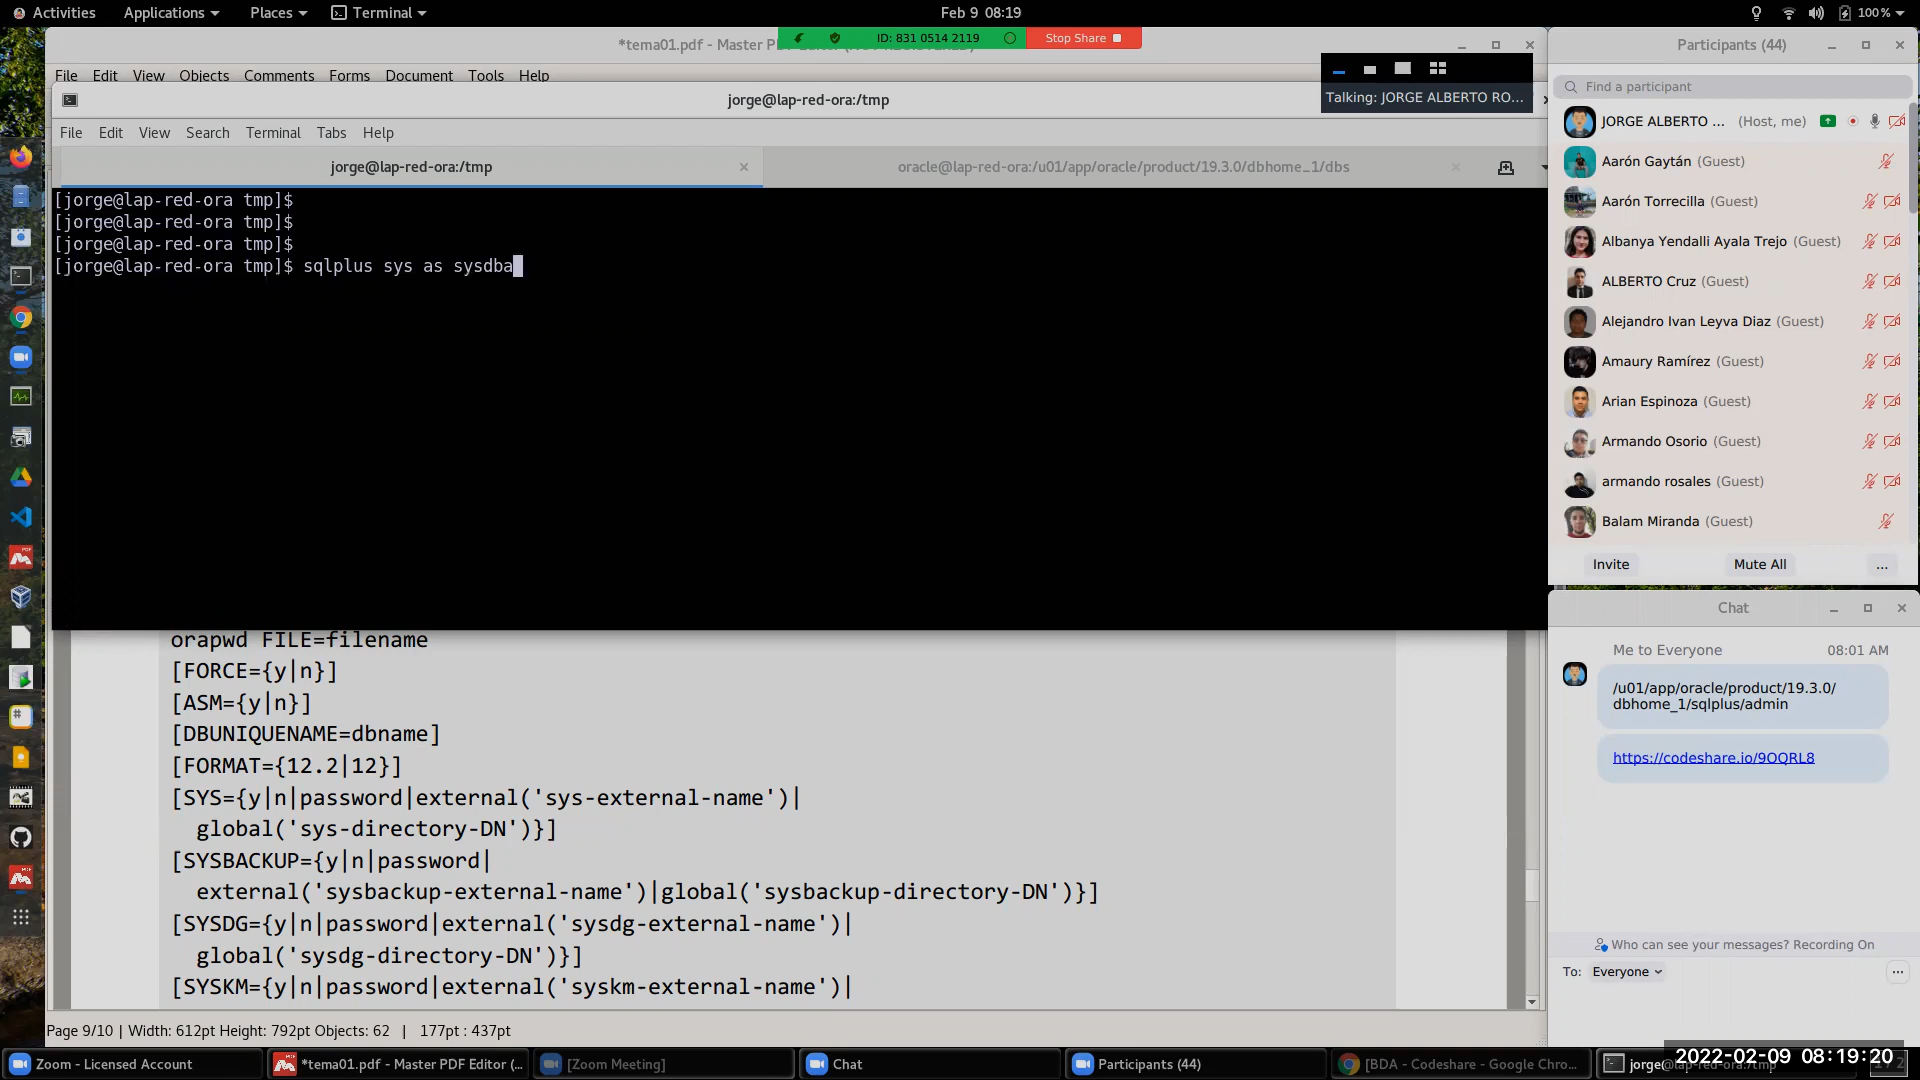 Activities Applications Places Terminal Feb 9 08:19 100%
*tema01.pdf - Master PDF E
ID: 831 0514 2119 Stop Share
Participants (44)
File Edit View Objects Comments Forms Document Tools Help
Talking: JORGE ALBERTO RO...
Find a participant
jorge@lap-red-ora:/tmp
JORGE ALBERTO ... (Host, me)
File Edit View Search Terminal Tabs Help
jorge@lap-red-ora:/tmp
oracle@lap-red-ora:/u01/app/oracle/product/19.3.0/dbhome_1/dbs
[jorge@lap-red-ora tmp]$
[jorge@lap-red-ora tmp]$
[jorge@lap-red-ora tmp]$
[jorge@lap-red-ora tmp]$ sqlplus sys as sysdba
Aarón Gaytán (Guest)
Aarón Torrecilla (Guest)
Albanya Yendalli Ayala Trejo (Guest)
ALBERTO Cruz (Guest)
Alejandro Ivan Leyva Diaz (Guest)
Amaury Ramírez (Guest)
Arian Espinoza (Guest)
Armando Osorio (Guest)
armando rosales (Guest)
Balam Miranda (Guest)
Invite Mute All ...
Chat
Me to Everyone 08:01 AM
/u01/app/oracle/product/19.3.0/
dbhome_1/sqlplus/admin
https://codeshare.io/9OQRL8
Who can see your messages? Recording On
To: Everyone
orapwd FILE=filename
[FORCE={y|n}]
[ASM={y|n}]
[DBUNIQUENAME=dbname]
[FORMAT={12.2|12}]
[SYS={y|n|password|external('sys-external-name')|
global('sys-directory-DN')}]
[SYSBACKUP={y|n|password|
external('sysbackup-external-name')|global('sysbackup-directory-DN')}]
[SYSDG={y|n|password|external('sysdg-external-name')|
global('sysdg-directory-DN')}]
[SYSKM={y|n|password|external('syskm-external-name')|
Page 9/10 | Width: 612pt Height: 792pt Objects: 62 | 177pt : 437pt
Zoom - Licensed Account
*tema01.pdf - Master PDF Editor (...
[Zoom Meeting]
Chat
Participants (44)
[BDA - Codeshare - Google Chro...
jorge@lap-red-ora:/tmp
2022-02-09 08:19:20